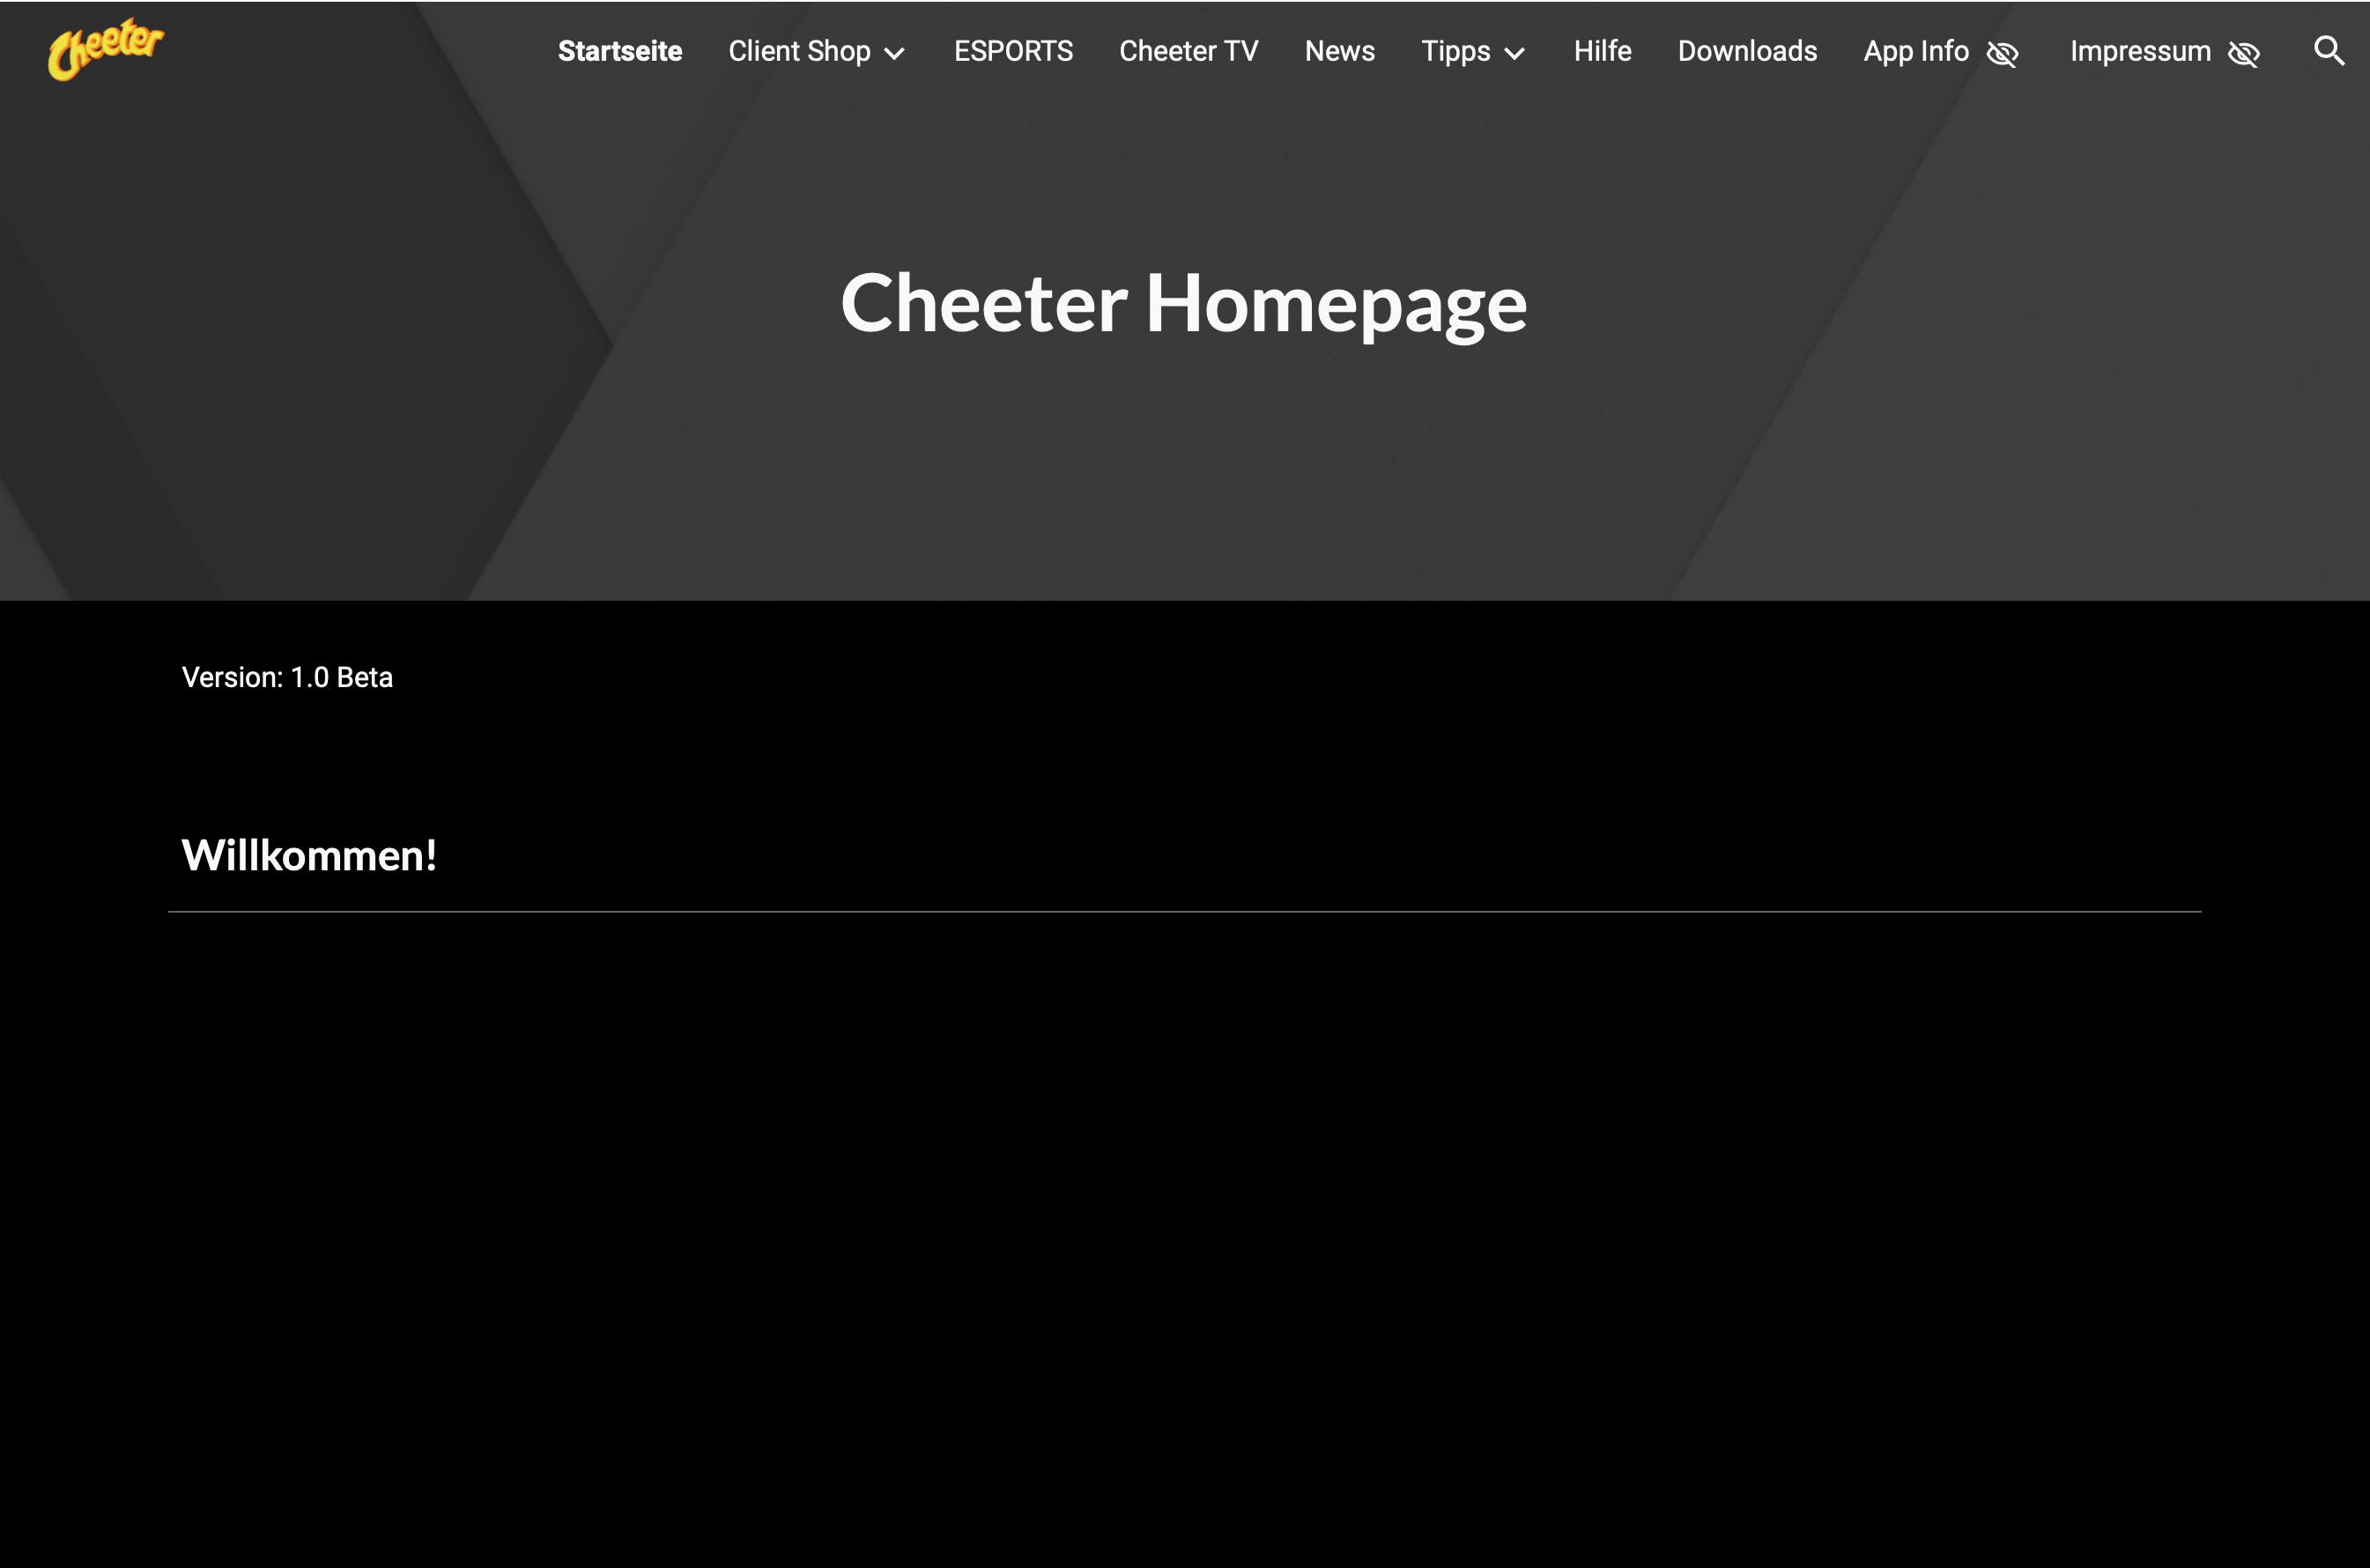 Cheeter
Startseite Client Shop ESPORTS Cheeter TV News Tipps Hilfe Downloads App Info Impressum
Cheeter Homepage
Version: 1.0 Beta
Willkommen!